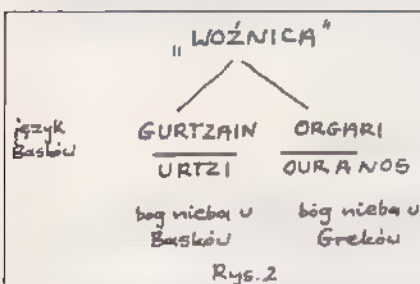 „WOŹNICA"
język
Basków
GURTZAIN ORGARI
URTZI OURANOS
bóg nieba u bóg nieba u
Basków Greków
Rys. 2